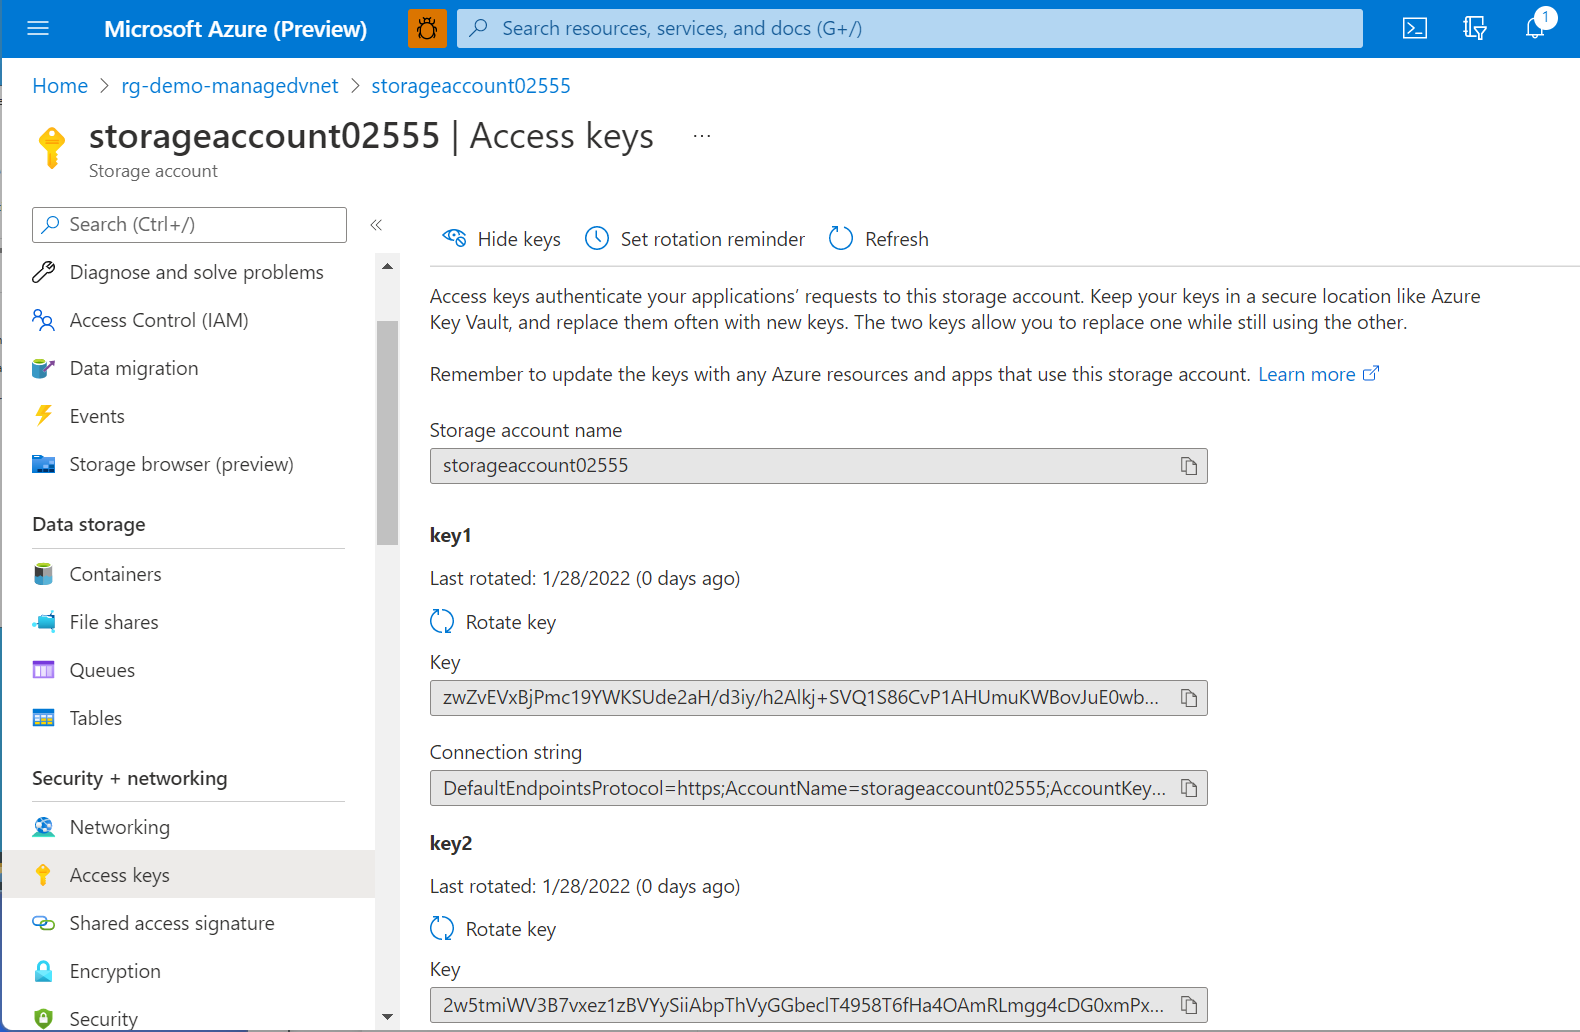 Microsoft Azure (Preview)
Search resources, services, and docs (G+/)
1
Home > rg-demo-managedvnet > storageaccount02555
storageaccount02555 | Access keys ...
Storage account
Search (Ctrl+/)
«
Diagnose and solve problems
Access Control (IAM)
Data migration
Events
Storage browser (preview)
Data storage
Containers
File shares
Queues
Tables
Security + networking
Networking
Access keys
Shared access signature
Encryption
Security
Hide keys
Set rotation reminder
Refresh
Access keys authenticate your applications’ requests to this storage account. Keep your keys in a secure location like Azure
Key Vault, and replace them often with new keys. The two keys allow you to replace one while still using the other.
Remember to update the keys with any Azure resources and apps that use this storage account. Learn more
Storage account name
storageaccount02555
key1
Last rotated: 1/28/2022 (0 days ago)
Rotate key
Key
zwZvEVxBjPmc19YWKSUde2aH/d3iy/h2Alkj+SVQ1S86CvP1AHUmuKWBovJuE0wb...
Connection string
DefaultEndpointsProtocol=https;AccountName=storageaccount02555;AccountKey...
key2
Last rotated: 1/28/2022 (0 days ago)
Rotate key
Key
2w5tmiWV3B7vxez1zBVYySiiAbpThVyGGbeclT4958T6fHa4OAmRLmgg4cDG0xmPx...